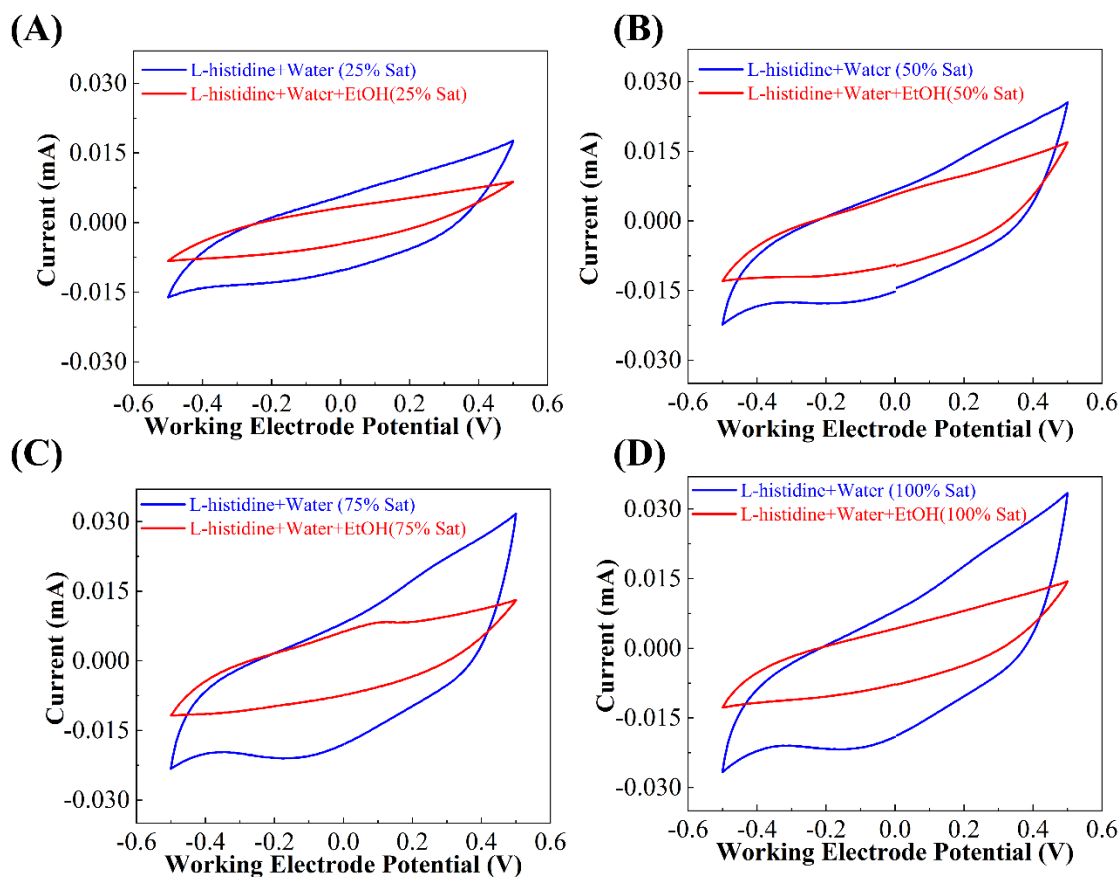 (A)
L-histidine+Water (25% Sat)
L-histidine+Water+EtOH(25% Sat)
0.030
0.015
0.000
-0.015
-0.030
Current (mA)
-0.6 -0.4 -0.2 0.0 0.2 0.4 0.6
Working Electrode Potential (V)
(B)
L-histidine+Water (50% Sat)
L-histidine+Water+EtOH(50% Sat)
0.030
0.015
0.000
-0.015
-0.030
Current (mA)
-0.6 -0.4 -0.2 0.0 0.2 0.4 0.6
Working Electrode Potential (V)
(C)
L-histidine+Water (75% Sat)
L-histidine+Water+EtOH(75% Sat)
0.030
0.015
0.000
-0.015
-0.030
Current (mA)
-0.6 -0.4 -0.2 0.0 0.2 0.4 0.6
Working Electrode Potential (V)
(D)
L-histidine+Water (100% Sat)
L-histidine+Water+EtOH(100% Sat)
0.030
0.015
0.000
-0.015
-0.030
Current (mA)
-0.6 -0.4 -0.2 0.0 0.2 0.4 0.6
Working Electrode Potential (V)